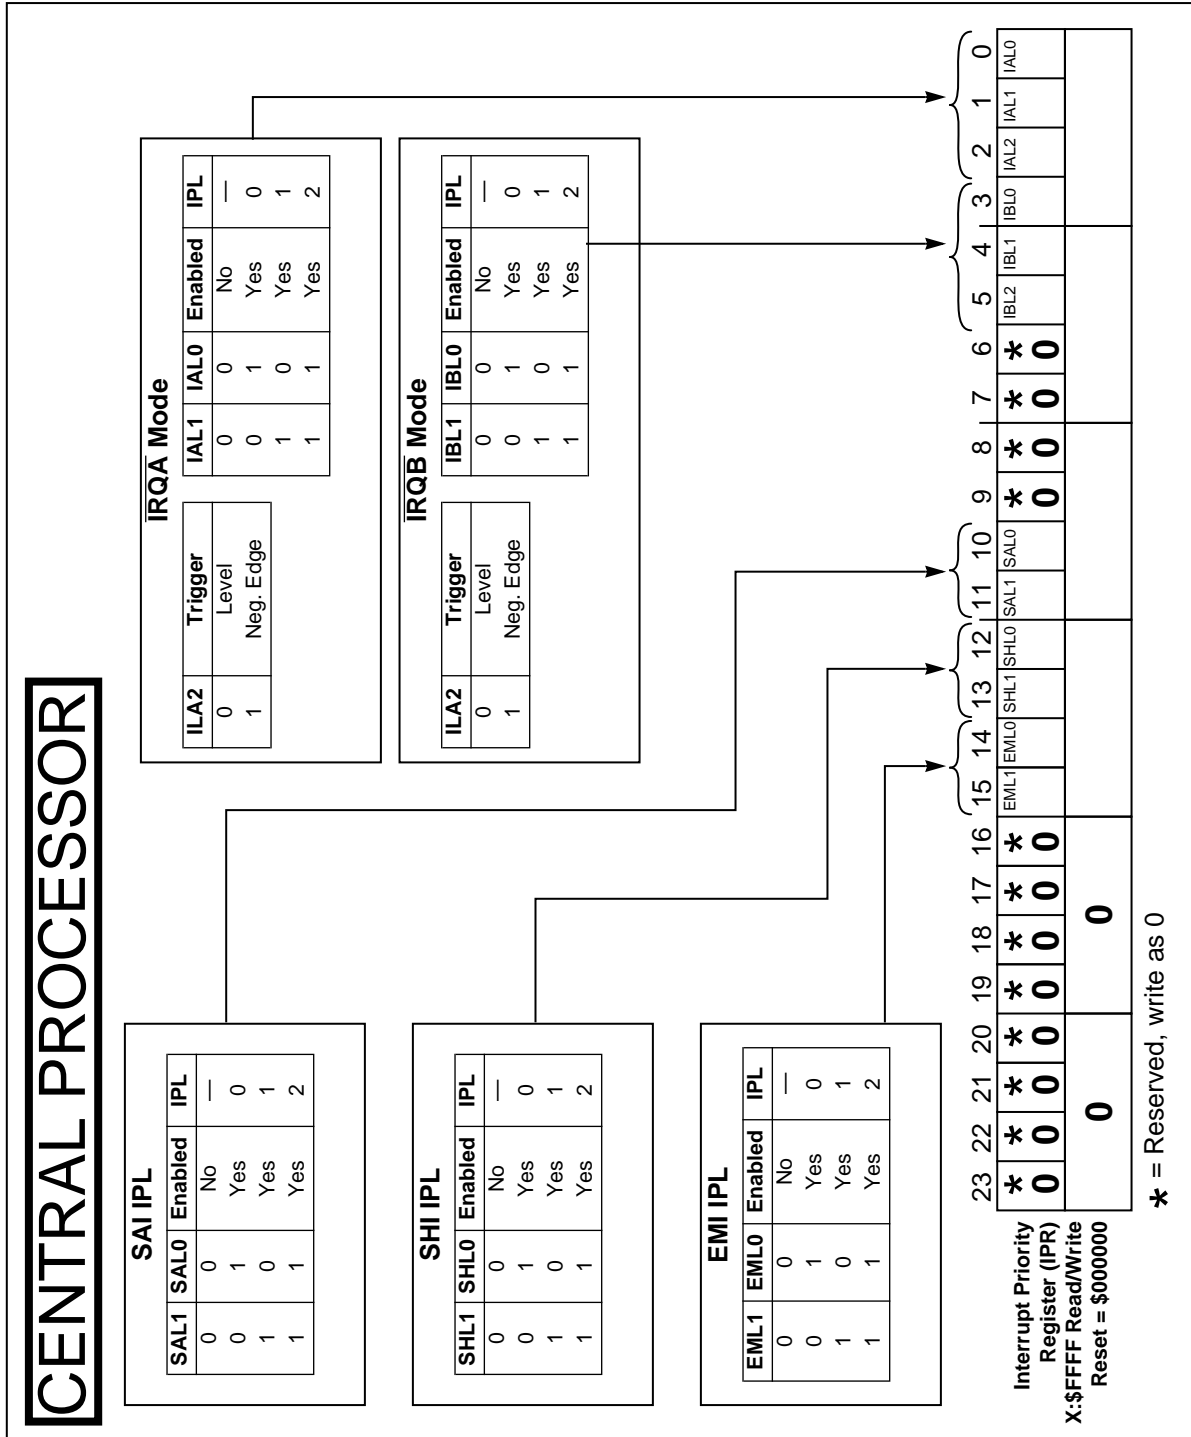 CENTRAL PROCESSOR
SAI IPL
SAL1 SAL0 Enabled IPL
0 0 No —
0 1 Yes 0
1 0 Yes 1
1 1 Yes 2
SHI IPL
SHL1 SHL0 Enabled IPL
0 0 No —
0 1 Yes 0
1 0 Yes 1
1 1 Yes 2
EMI IPL
EML1 EML0 Enabled IPL
0 0 No —
0 1 Yes 0
1 0 Yes 1
1 1 Yes 2
IRQA Mode
ILA2 Trigger
0 Level
1 Neg. Edge
IAL1 IAL0 Enabled IPL
0 0 No —
0 1 Yes 0
1 0 Yes 1
1 1 Yes 2
IRQB Mode
ILA2 Trigger
0 Level
1 Neg. Edge
IBL1 IBL0 Enabled IPL
0 0 No —
0 1 Yes 0
1 0 Yes 1
1 1 Yes 2
23 22 21 20 19 18 17 16 15 14 13 12 11 10 9 8 7 6 5 4 3 2 1 0
* * * * * * * * EML1 EML0 SHL1 SHL0 SAL1 SAL0 * * * * IBL2 IBL1 IBL0 IAL2 IAL1 IAL0
0 0 0 0 0 0 0 0 0 0 0 0
0 0
Interrupt Priority
Register (IPR)
X:$FFFF Read/Write
Reset = $000000
* = Reserved, write as 0